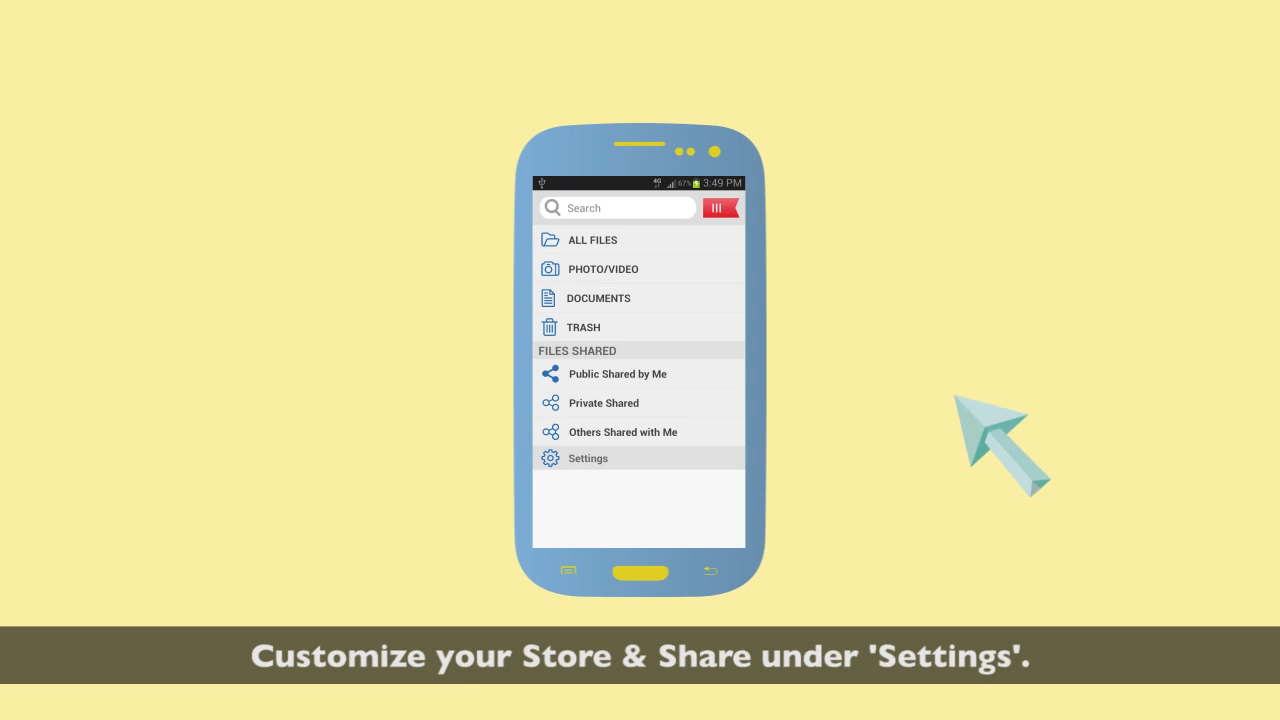 4G 67% 3:49 PM
Search
ALL FILES
PHOTO/VIDEO
DOCUMENTS
TRASH
FILES SHARED
Public Shared by Me
Private Shared
Others Shared with Me
Settings
Customize your Store & Share under 'Settings'.